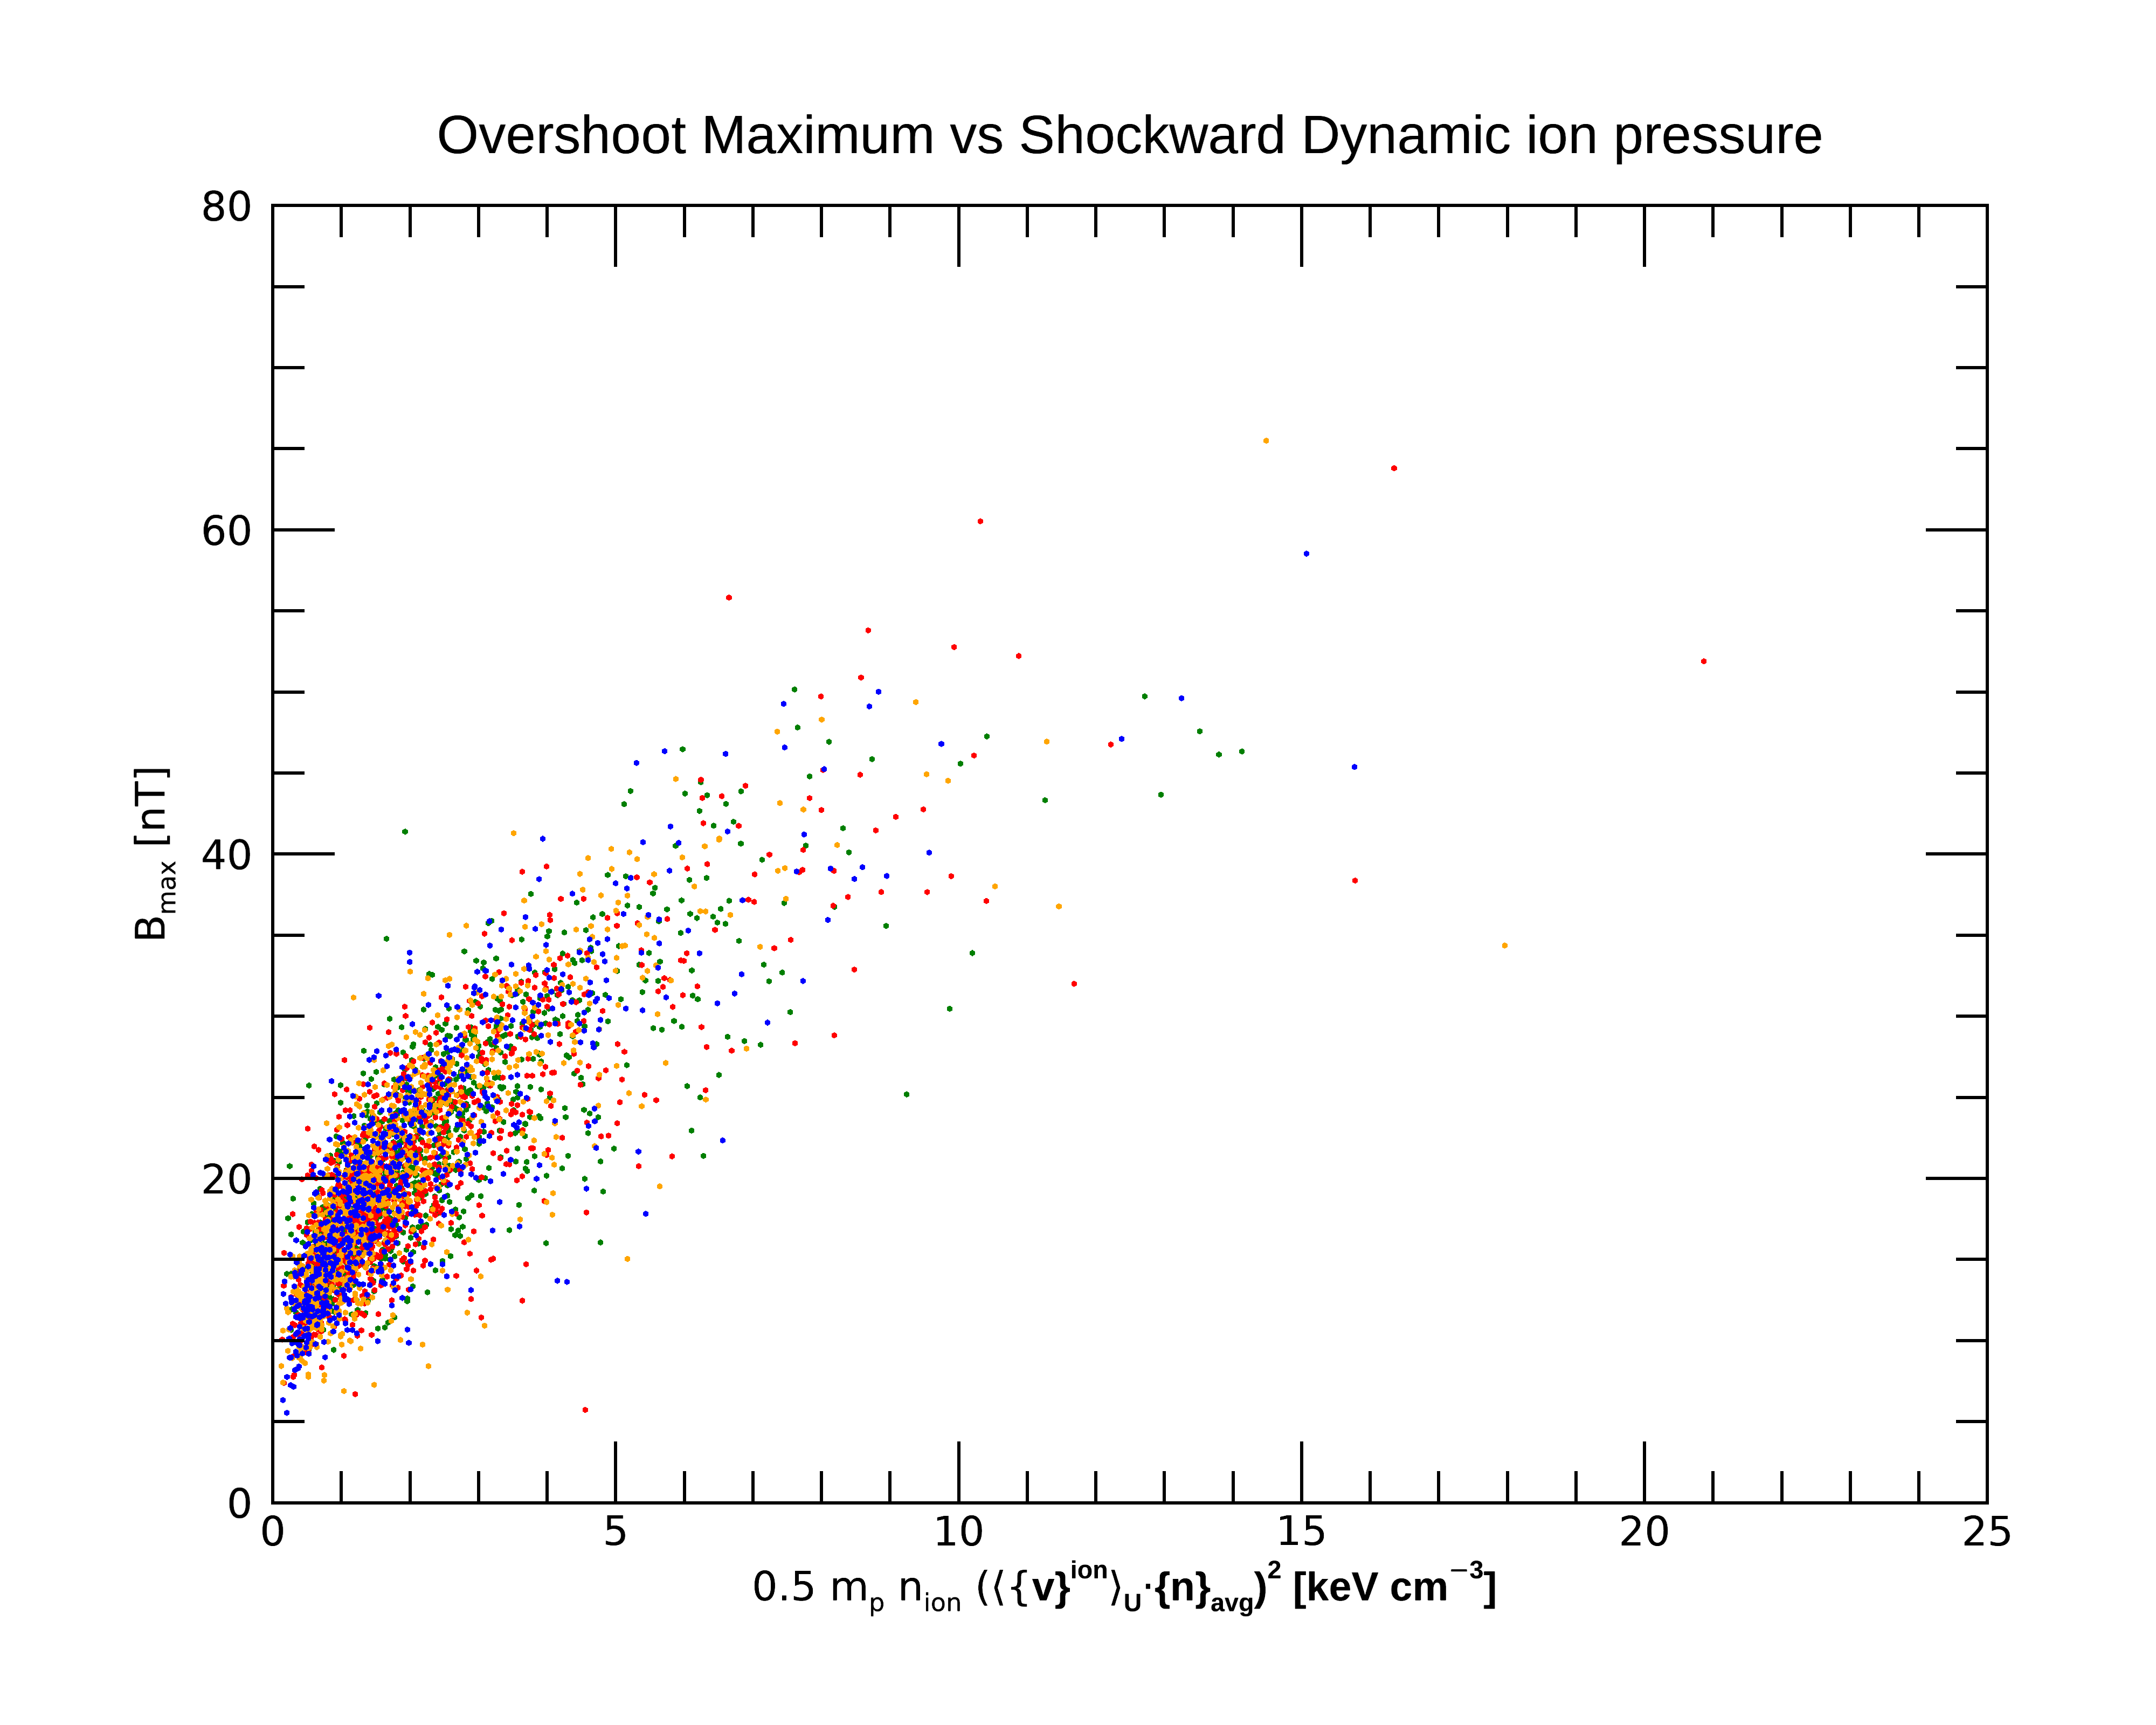 Overshoot Maximum vs Shockward Dynamic ion pressure
80
60
40
20
0
B_max [nT]
0 5 10 15 20 25
0.5 m_p n_ion (⟨{v}^ion⟩_U·{n}_avg)^2 [keV cm^−3]